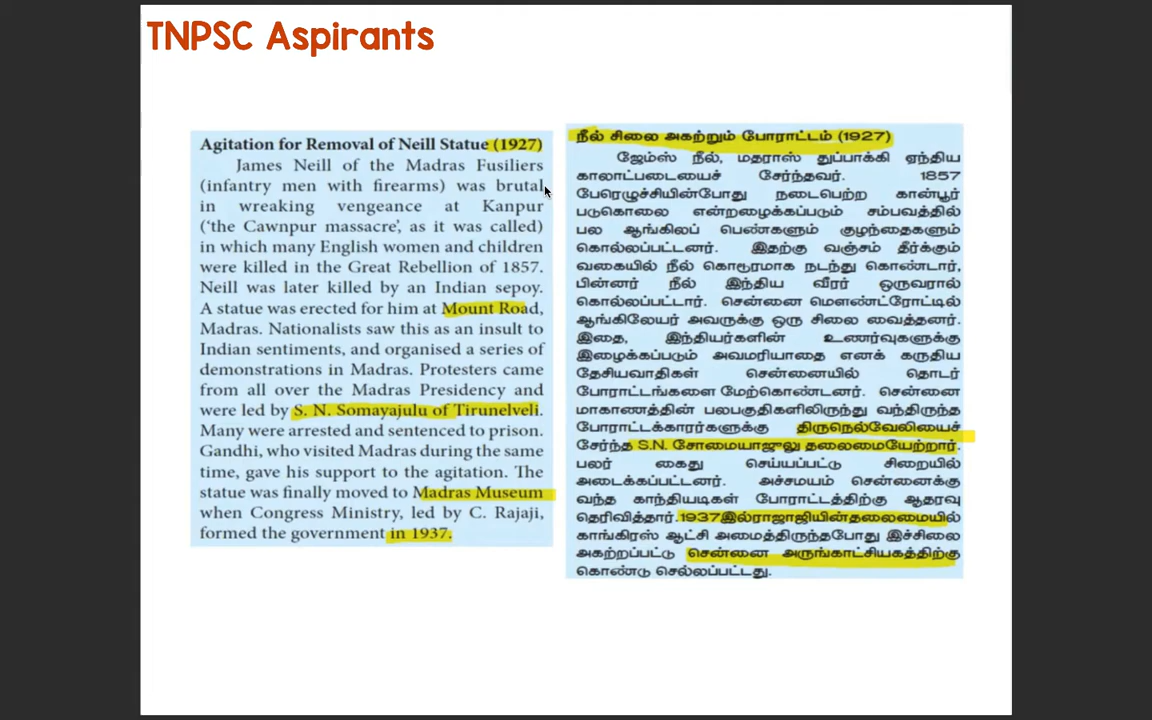 TNPSC Aspirants
Agitation for Removal of Neill Statue (1927)
James Neill of the Madras Fusiliers
(infantry men with firearms) was brutal
in wreaking vengeance at Kanpur
('the Cawnpur massacre', as it was called)
in which many English women and children
were killed in the Great Rebellion of 1857.
Neill was later killed by an Indian sepoy.
A statue was erected for him at Mount Road,
Madras. Nationalists saw this as an insult to
Indian sentiments, and organised a series of
demonstrations in Madras. Protesters came
from all over the Madras Presidency and
were led by S. N. Somayajulu of Tirunelveli.
Many were arrested and sentenced to prison.
Gandhi, who visited Madras during the same
time, gave his support to the agitation. The
statue was finally moved to Madras Museum
when Congress Ministry, led by C. Rajaji,
formed the government in 1937.
நீல் சிலை அகற்றும் போராட்டம் (1927)
ஜேம்ஸ் நீல், மதராஸ் துப்பாக்கி ஏந்திய
காலாட்படையைச் சேர்ந்தவர். 1857
பேரெழுச்சியின்போது நடைபெற்ற கான்பூர்
படுகொலை என்றழைக்கப்படும் சம்பவத்தில்
பல ஆங்கிலப் பெண்களும் குழந்தைகளும்
கொல்லப்பட்டனர். இதற்கு வஞ்சம் தீர்க்கும்
வகையில் நீல் கொடூரமாக நடந்து கொண்டார்,
பின்னர் நீல் இந்திய வீரர் ஒருவரால்
கொல்லப்பட்டார். சென்னை மௌண்ட்ரோட்டில்
ஆங்கிலேயர் அவருக்கு ஒரு சிலை வைத்தனர்.
இதை, இந்தியர்களின் உணர்வுகளுக்கு
இழைக்கப்படும் அவமரியாதை எனக் கருதிய
தேசியவாதிகள் சென்னையில் தொடர்
போராட்டங்களை மேற்கொண்டனர். சென்னை
மாகாணத்தின் பலபகுதிகளிலிருந்து வந்திருந்த
போராட்டக்காரர்களுக்கு திருநெல்வேலியைச்
சேர்ந்த S.N. சோமையாஜுலு தலைமையேற்றார்.
பலர் கைது செய்யப்பட்டு சிறையில்
அடைக்கப்பட்டனர். அச்சமயம் சென்னைக்கு
வந்த காந்தியடிகள் போராட்டத்திற்கு ஆதரவு
தெரிவித்தார். 1937இல்ராஜாஜியின்தலைமையில்
காங்கிரஸ் ஆட்சி அமைத்திருந்தபோது இச்சிலை
அகற்றப்பட்டு சென்னை அருங்காட்சியகத்திற்கு
கொண்டு செல்லப்பட்டது.